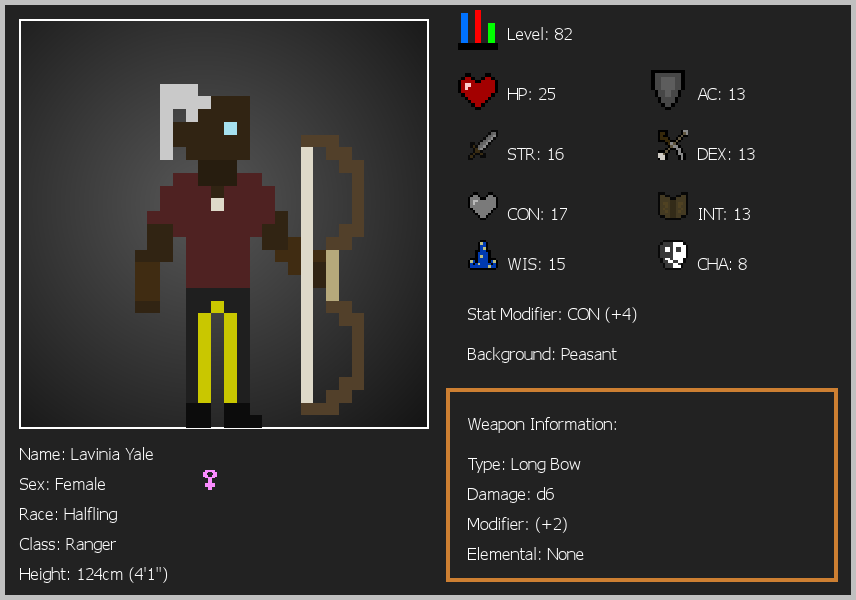 Level: 82
HP: 25
AC: 13
STR: 16
DEX: 13
CON: 17
INT: 13
WIS: 15
CHA: 8
Stat Modifier: CON (+4)
Background: Peasant
Weapon Information:
Type: Long Bow
Damage: d6
Modifier: (+2)
Elemental: None
Name: Lavinia Yale
Sex: Female
Race: Halfling
Class: Ranger
Height: 124cm (4'1")